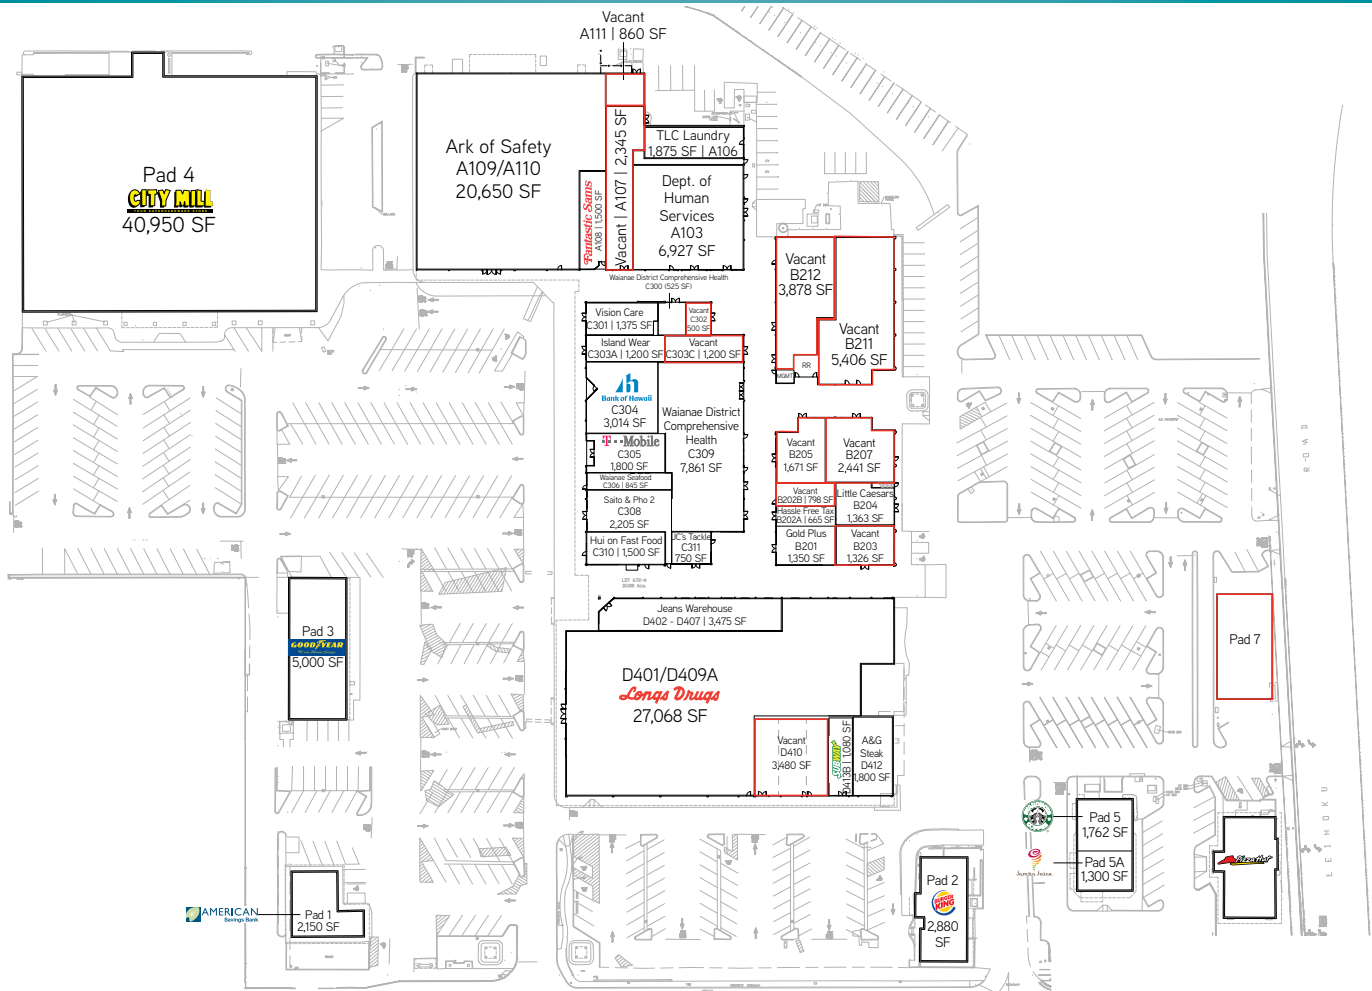 Vacant
A111 | 860 SF
Pad 4
CITY MILL
40,950 SF
Ark of Safety
A109/A110
20,650 SF
Fantastic Sams
A108 | 1,500 SF
Vacant | A107 | 2,345 SF
TLC Laundry
1,875 SF | A106
Dept. of
Human
Services
A103
6,927 SF
Waianae District Comprehensive Health
C300 (525 SF)
Vision Care
C301 | 1,375 SF
Vacant
C302
500 SF
Island Wear
C303A | 1,200 SF
Vacant
C303C | 1,200 SF
Bank of Hawaii
C304
3,014 SF
T-Mobile
C305
1,800 SF
Waianae Seafood
C306 | 845 SF
Saito & Pho 2
C308
2,205 SF
Hui on Fast Food
C310 | 1,500 SF
Waianae District
Comprehensive
Health
C309
7,861 SF
JC's Tackle
C311
750 SF
Vacant
B212
3,878 SF
Vacant
B211
5,406 SF
RR
MGMT
Vacant
B205
1,671 SF
Vacant
B207
2,441 SF
Vacant
B202B | 798 SF
Hassle Free Tax
B202A | 665 SF
Little Caesars
B204
1,363 SF
Gold Plus
B201
1,350 SF
Vacant
B203
1,326 SF
LOT 670-A
Jeans Warehouse
D402 - D407 | 3,475 SF
D401/D409A
Longs Drugs
27,068 SF
Vacant
D410
3,480 SF
SUBWAY
D413B | 1,080 SF
A&G
Steak
D412
1,800 SF
Pad 3
GOODYEAR
5,000 SF
AMERICAN
Savings Bank
Pad 1
2,150 SF
Pad 2
BURGER
KING
2,880
SF
Pad 5
1,762 SF
Jamba Juice
Pad 5A
1,300 SF
Pad 7
Pizza Hut
ROAD
LEIHOKU